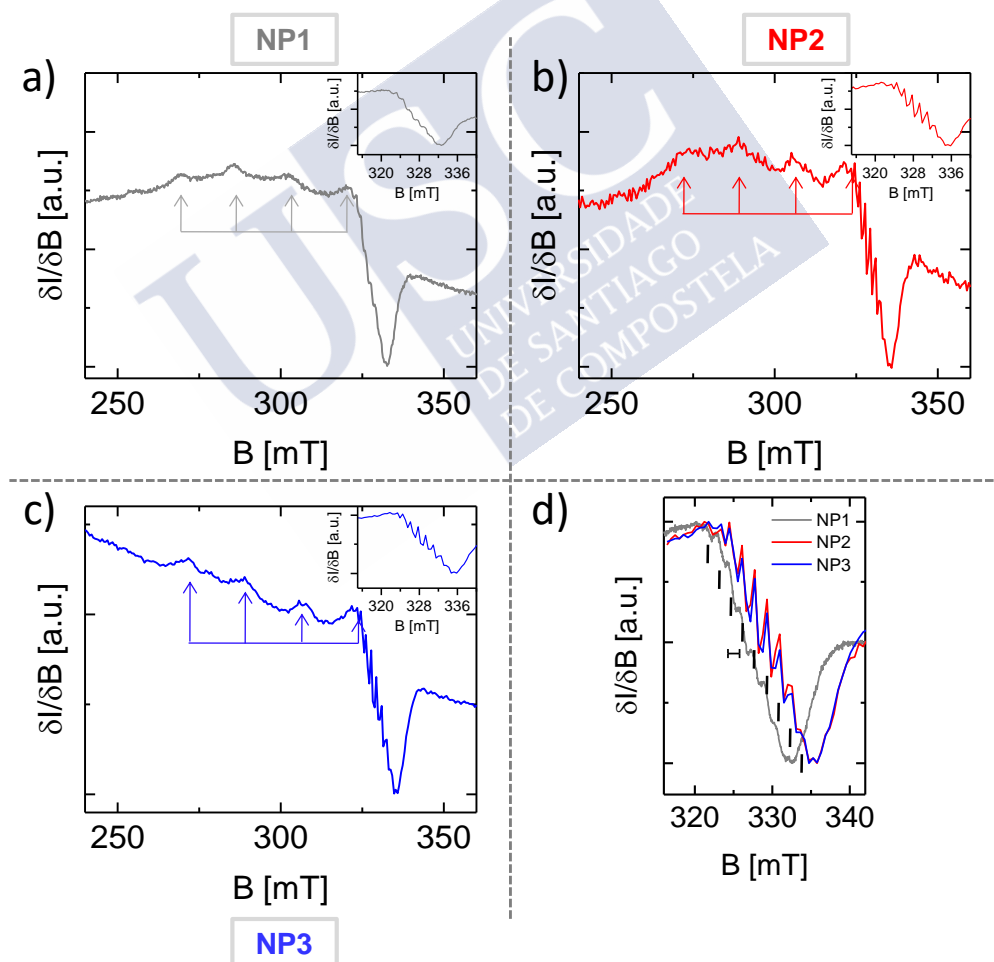 NP1
NP2
a)
δI/δB [a.u.]
250
300
350
B [mT]
δI/δB [a.u.]
320
328
336
B [mT]
b)
δI/δB [a.u.]
250
300
350
B [mT]
δI/δB [a.u.]
320
328
336
B [mT]
USC
UNIVERSIDADE
DE SANTIAGO
DE COMPOSTELA
c)
δI/δB [a.u.]
250
300
350
B [mT]
δI/δB [a.u.]
320
328
336
B [mT]
d)
NP1
NP2
NP3
δI/δB [a.u.]
320
330
340
B [mT]
NP3